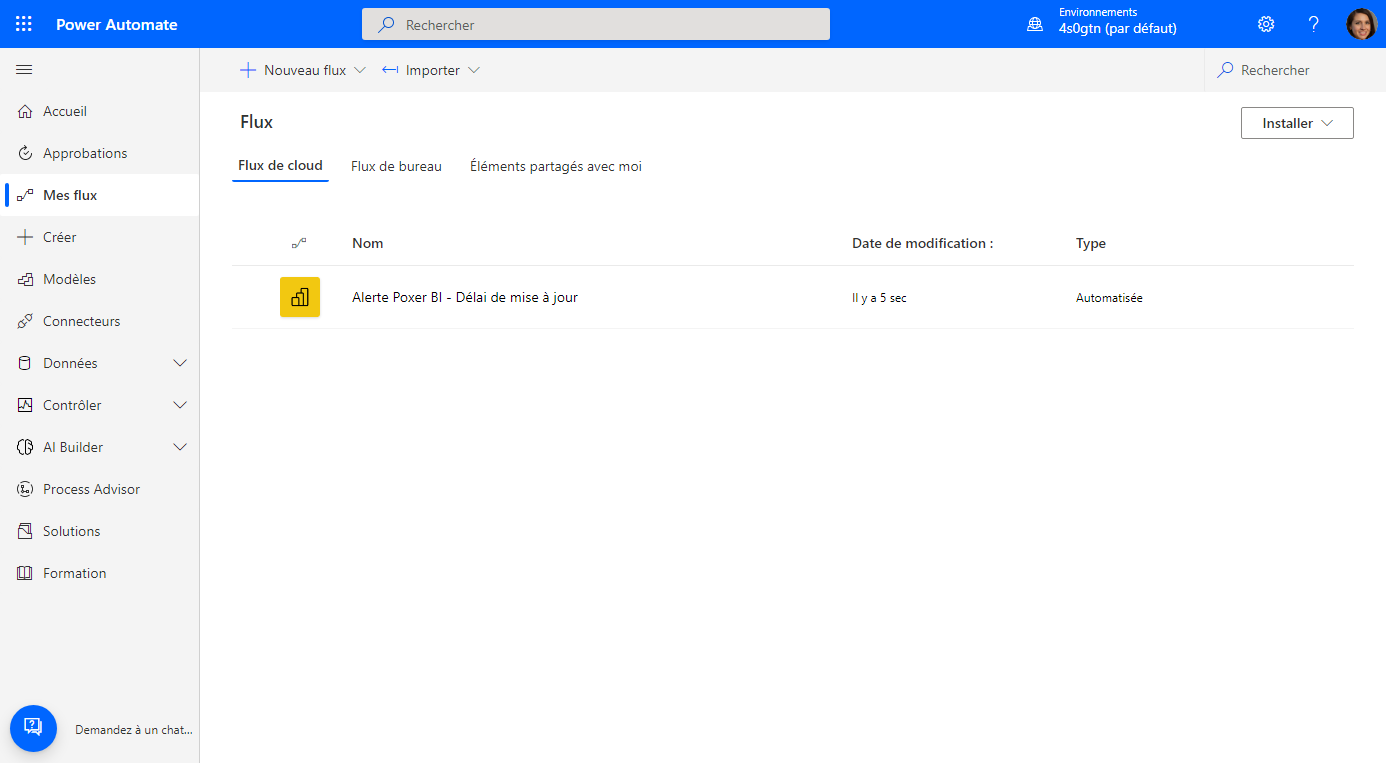 Power Automate
Rechercher
Environnements
4s0gtn (par défaut)
Nouveau flux
Importer
Rechercher
Accueil
Approbations
Mes flux
Créer
Modèles
Connecteurs
Données
Contrôler
AI Builder
Process Advisor
Solutions
Formation
Demandez à un chat...
Flux
Installer
Flux de cloud
Flux de bureau
Éléments partagés avec moi
Nom
Date de modification :
Type
Alerte Poxer BI - Délai de mise à jour
Il y a 5 sec
Automatisée